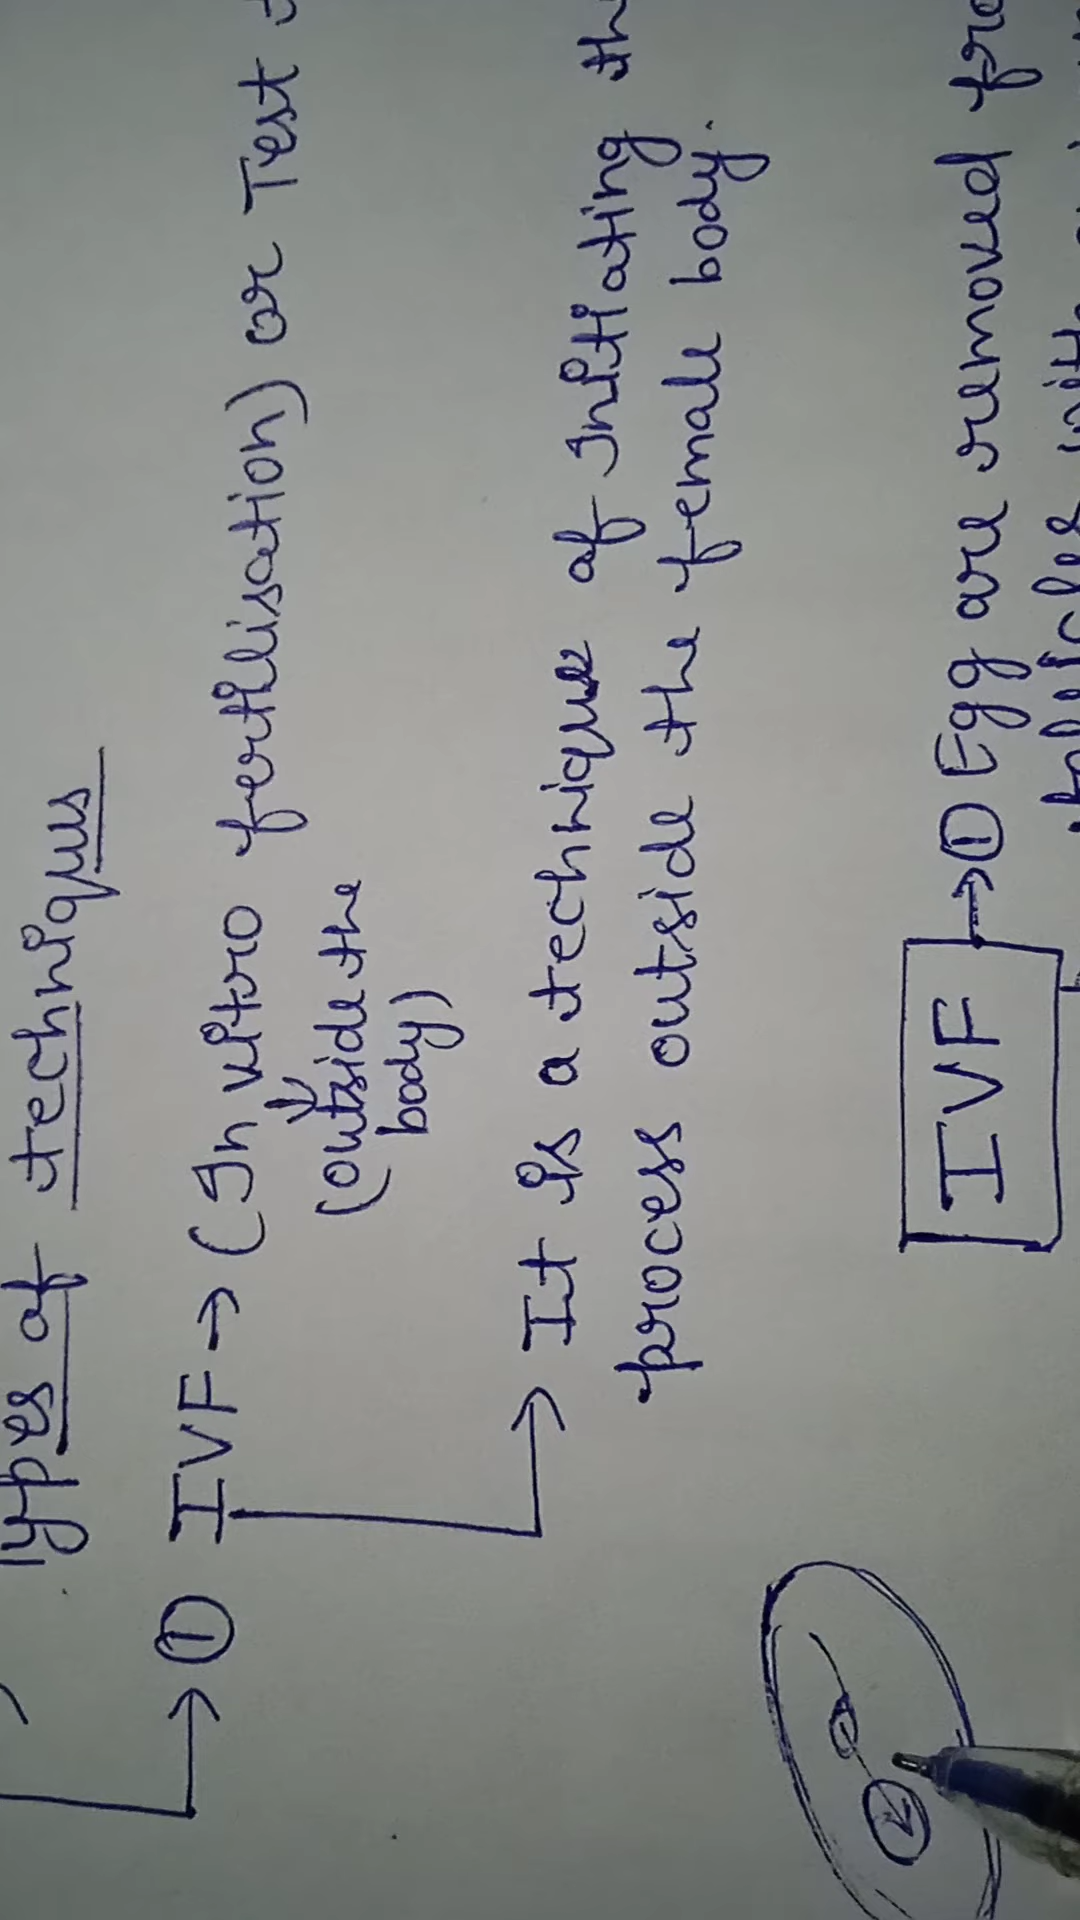 Types of techniques
① IVF → (In vitro fertilisation) or Test
(outside the
body)
→ It is a technique of Initiating the
process outside the female body.
IVF → ① Egg are removed